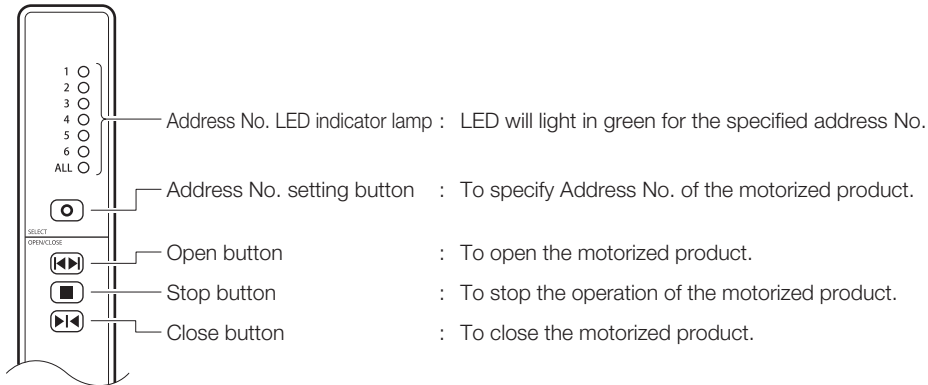 1
2
3
4
5
6
ALL
Address No. LED indicator lamp : LED will light in green for the specified address No.
Address No. setting button : To specify Address No. of the motorized product.
SELECT
OPEN/CLOSE
Open button : To open the motorized product.
Stop button : To stop the operation of the motorized product.
Close button : To close the motorized product.